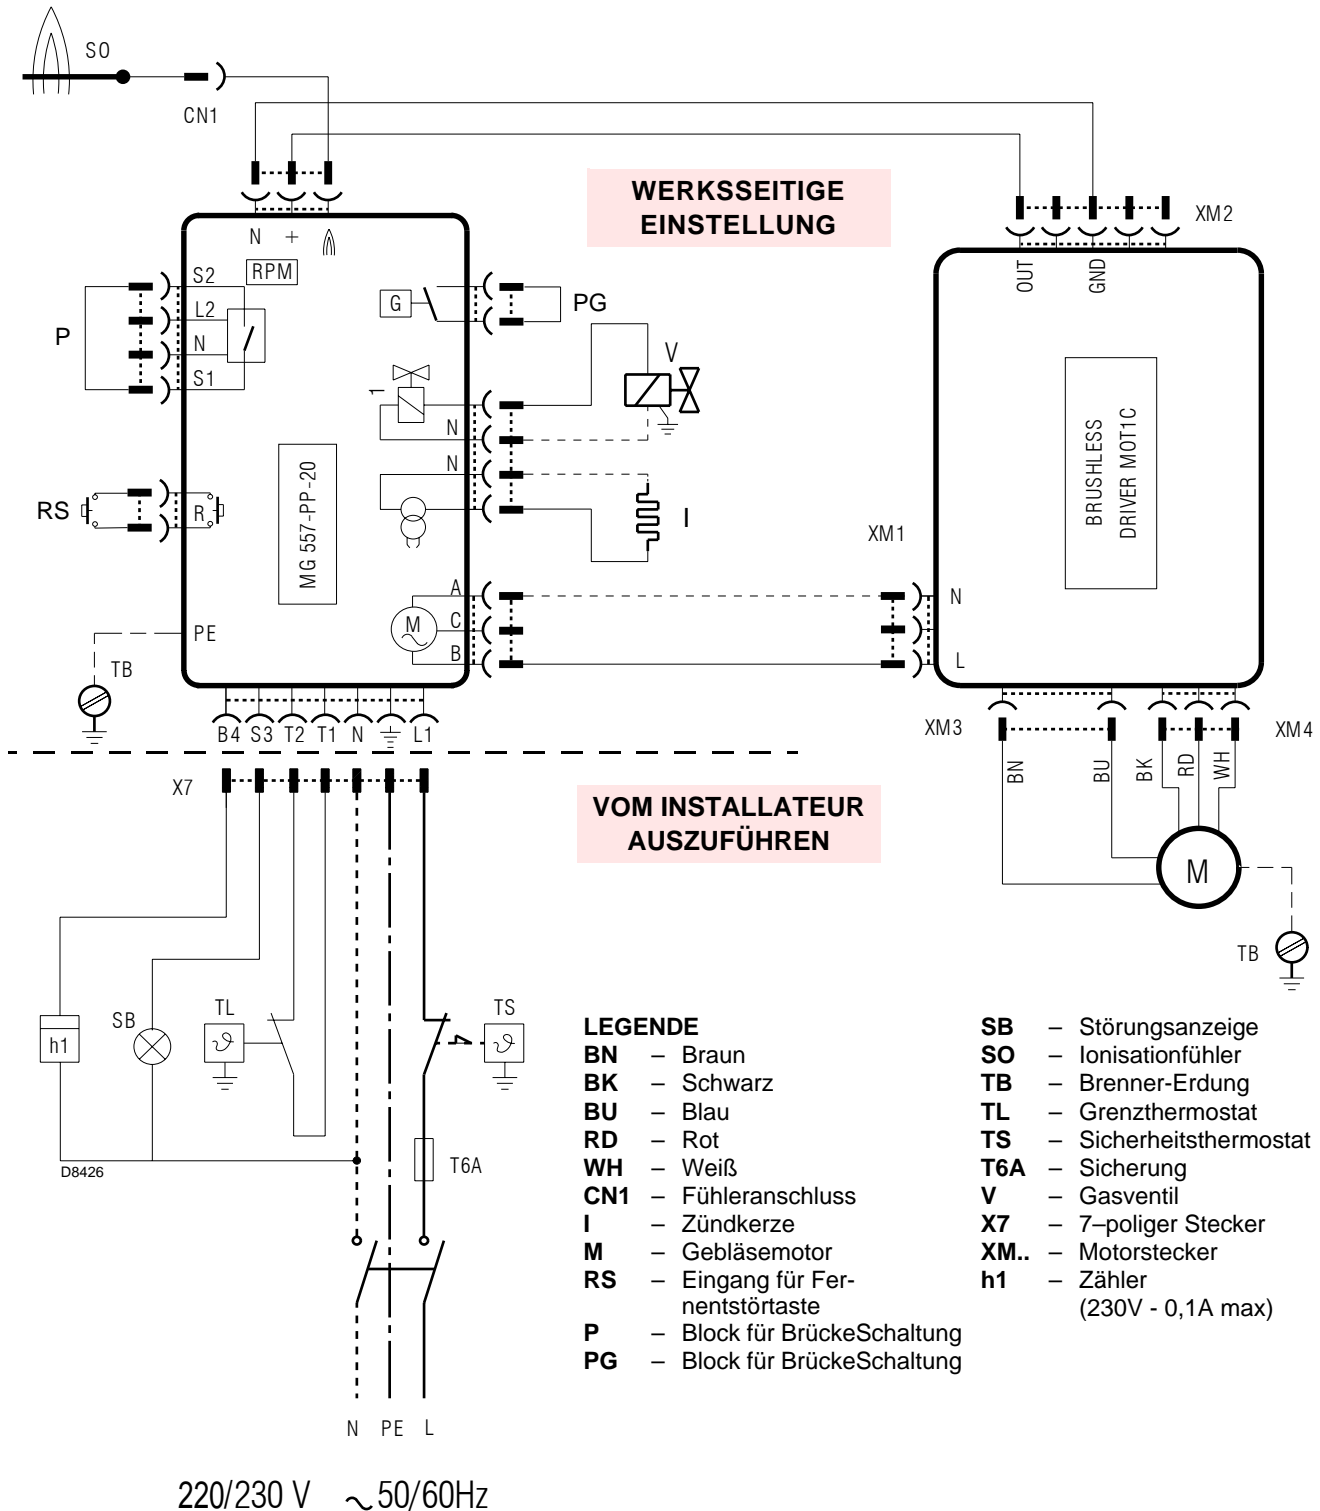 SO
CN1
WERKSSEITIGE
EINSTELLUNG
XM2
N +
RPM
OUT
GND
S2
L2
N
S1
P
G
PG
V
1
N
N
I
MG 557-PP-20
RS
R
BRUSHLESS
DRIVER MOT1C
XM1
A
C
B
M
N
L
PE
TB
B4 S3 T2 T1 N L1
XM3
XM4
BN
BU
BK
RD
WH
X7
VOM INSTALLATEUR
AUSZUFÜHREN
M
TB
h1
SB
TL
TS
T6A
D8426
N PE L
220/230 V ~ 50/60Hz
LEGENDE
BN – Braun
BK – Schwarz
BU – Blau
RD – Rot
WH – Weiß
CN1 – Fühleranschluss
I – Zündkerze
M – Gebläsemotor
RS – Eingang für Fer-
nentstörtaste
P – Block für BrückeSchaltung
PG – Block für BrückeSchaltung
SB – Störungsanzeige
SO – Ionisationfühler
TB – Brenner-Erdung
TL – Grenzthermostat
TS – Sicherheitsthermostat
T6A – Sicherung
V – Gasventil
X7 – 7–poliger Stecker
XM.. – Motorstecker
h1 – Zähler
(230V - 0,1A max)